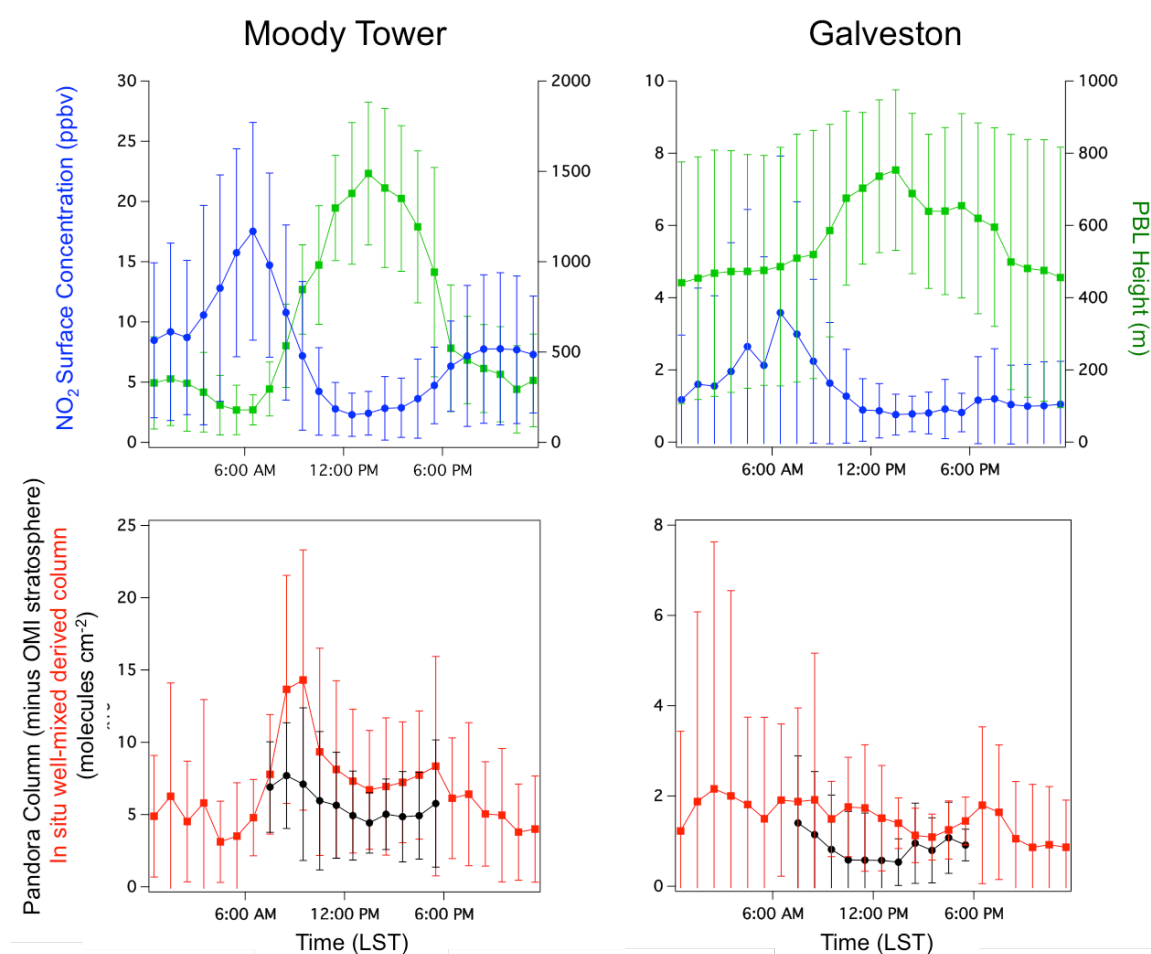 Moody Tower
Galveston
NO2 Surface Concentration (ppbv)
30
25
20
15
10
5
0
2000
1500
1000
500
0
6:00 AM
12:00 PM
6:00 PM
10
8
6
4
2
0
1000
800
600
400
200
0
PBL Height (m)
6:00 AM
12:00 PM
6:00 PM
Pandora Column (minus OMI stratosphere)
In situ well-mixed derived column
(molecules cm-2)
25
20
15
10
5
0
6:00 AM
12:00 PM
6:00 PM
Time (LST)
8
6
4
2
0
6:00 AM
12:00 PM
6:00 PM
Time (LST)